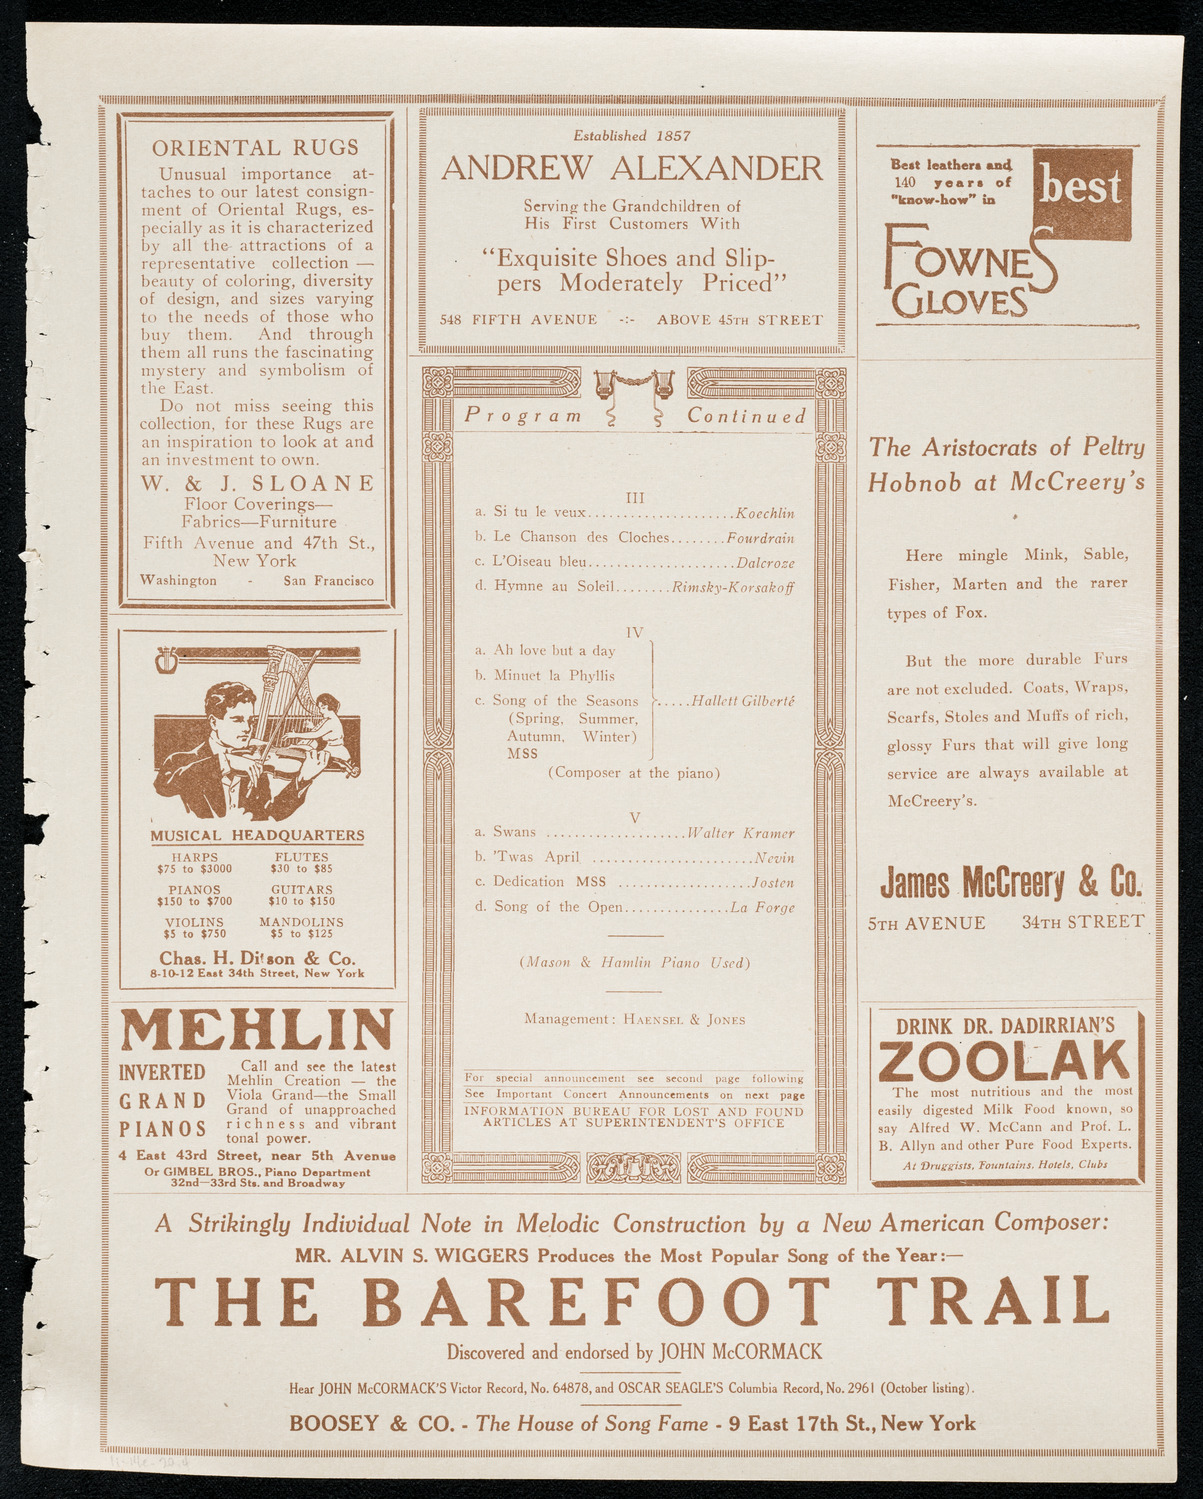 ORIENTAL RUGS
Unusual importance at-
taches to our latest consign-
ment of Oriental Rugs, es-
pecially as it is characterized
by all the attractions of a
representative collection —
beauty of coloring, diversity
of design, and sizes varying
to the needs of those who
buy them. And through
them all runs the fascinating
mystery and symbolism of
the East.
Do not miss seeing this
collection, for these Rugs are
an inspiration to look at and
an investment to own.
W. & J. SLOANE
Floor Coverings—
Fabrics—Furniture
Fifth Avenue and 47th St.,
New York
Washington - San Francisco
MUSICAL HEADQUARTERS
HARPS FLUTES
$75 to $3000 $30 to $85
PIANOS GUITARS
$150 to $700 $10 to $150
VIOLINS MANDOLINS
$5 to $750 $5 to $125
Chas. H. Ditson & Co.
8-10-12 East 34th Street, New York
MEHLIN
INVERTED
GRAND
PIANOS
Call and see the latest
Mehlin Creation — the
Viola Grand—the Small
Grand of unapproached
richness and vibrant
tonal power.
4 East 43rd Street, near 5th Avenue
Or GIMBEL BROS., Piano Department
32nd—33rd Sts. and Broadway
Established 1857
ANDREW ALEXANDER
Serving the Grandchildren of
His First Customers With
"Exquisite Shoes and Slip-
pers Moderately Priced"
548 FIFTH AVENUE -:- ABOVE 45TH STREET
Program Continued
III
a. Si tu le veux.....................Koechlin
b. Le Chanson des Cloches........Fourdrain
c. L'Oiseau bleu.....................Dalcroze
d. Hymne au Soleil........Rimsky-Korsakoff
IV
a. Ah love but a day
b. Minuet la Phyllis
c. Song of the Seasons .....Hallett Gilberté
(Spring, Summer,
Autumn, Winter)
MSS
(Composer at the piano)
V
a. Swans ....................Walter Kramer
b. 'Twas April .......................Nevin
c. Dedication MSS ...................Josten
d. Song of the Open...............La Forge
(Mason & Hamlin Piano Used)
Management: HAENSEL & JONES
For special announcement see second page following
See Important Concert Announcements on next page
INFORMATION BUREAU FOR LOST AND FOUND
ARTICLES AT SUPERINTENDENT'S OFFICE
Best leathers and
140 years of
"know-how" in
best
FOWNES
GLOVES
The Aristocrats of Peltry
Hobnob at McCreery's
Here mingle Mink, Sable,
Fisher, Marten and the rarer
types of Fox.
But the more durable Furs
are not excluded. Coats, Wraps,
Scarfs, Stoles and Muffs of rich,
glossy Furs that will give long
service are always available at
McCreery's.
James McCreery & Co.
5TH AVENUE 34TH STREET
DRINK DR. DADIRRIAN'S
ZOOLAK
The most nutritious and the most
easily digested Milk Food known, so
say Alfred W. McCann and Prof. L.
B. Allyn and other Pure Food Experts.
At Druggists, Fountains, Hotels, Clubs
A Strikingly Individual Note in Melodic Construction by a New American Composer:
MR. ALVIN S. WIGGERS Produces the Most Popular Song of the Year:—
THE BAREFOOT TRAIL
Discovered and endorsed by JOHN McCORMACK
Hear JOHN McCORMACK'S Victor Record, No. 64878, and OSCAR SEAGLE'S Columbia Record, No. 2961 (October listing).
BOOSEY & CO. - The House of Song Fame - 9 East 17th St., New York